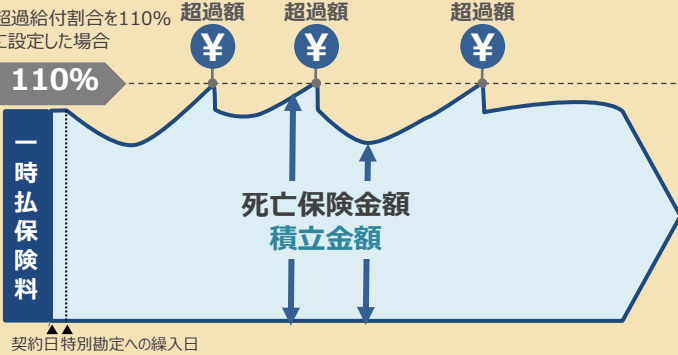 超過給付割合を110%
に設定した場合
超過額
超過額
超過額
¥
¥
¥
110%
一時払保険料
死亡保険金額
積立金額
▲▲
契約日特別勘定への繰入日